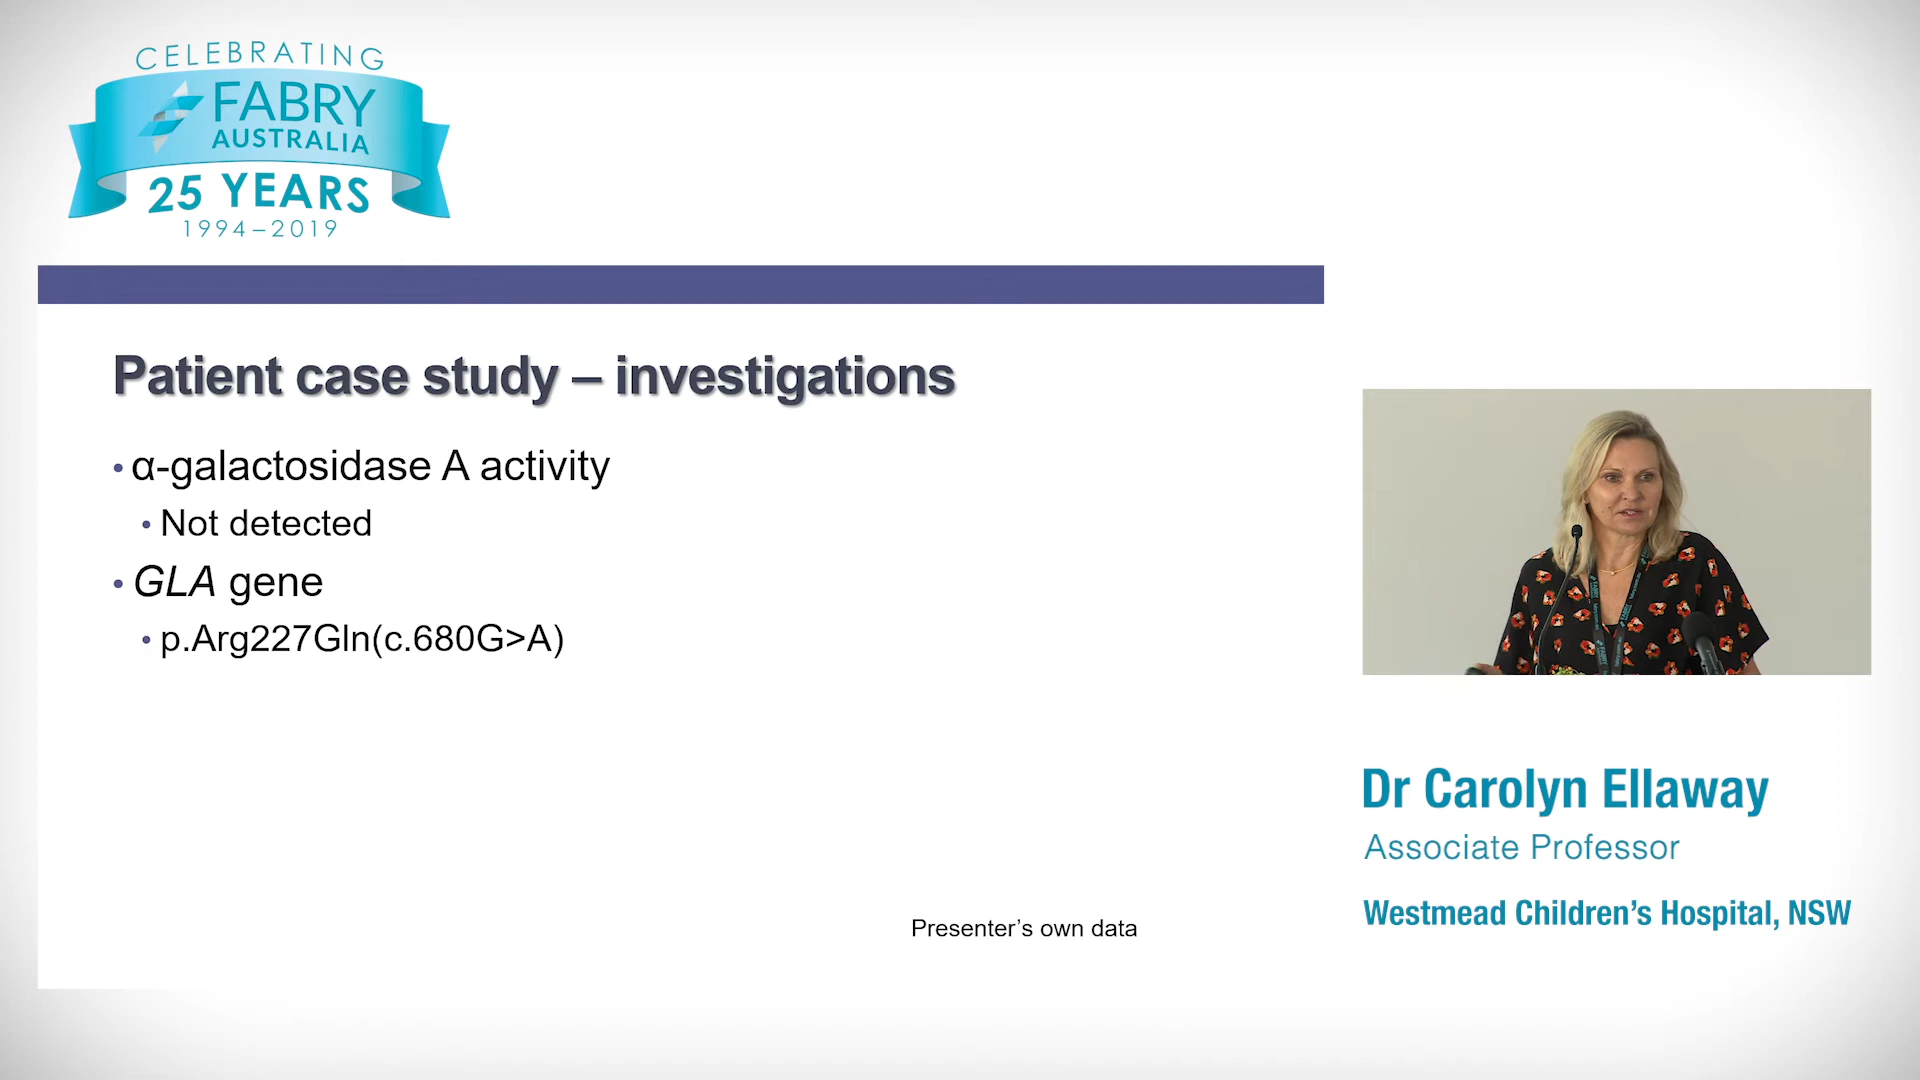 CELEBRATING
FABRY
AUSTRALIA
25 YEARS
1994–2019
Patient case study – investigations
• α-galactosidase A activity
• Not detected
• GLA gene
• p.Arg227Gln(c.680G>A)
Presenter's own data
Dr Carolyn Ellaway
Associate Professor
Westmead Children's Hospital, NSW